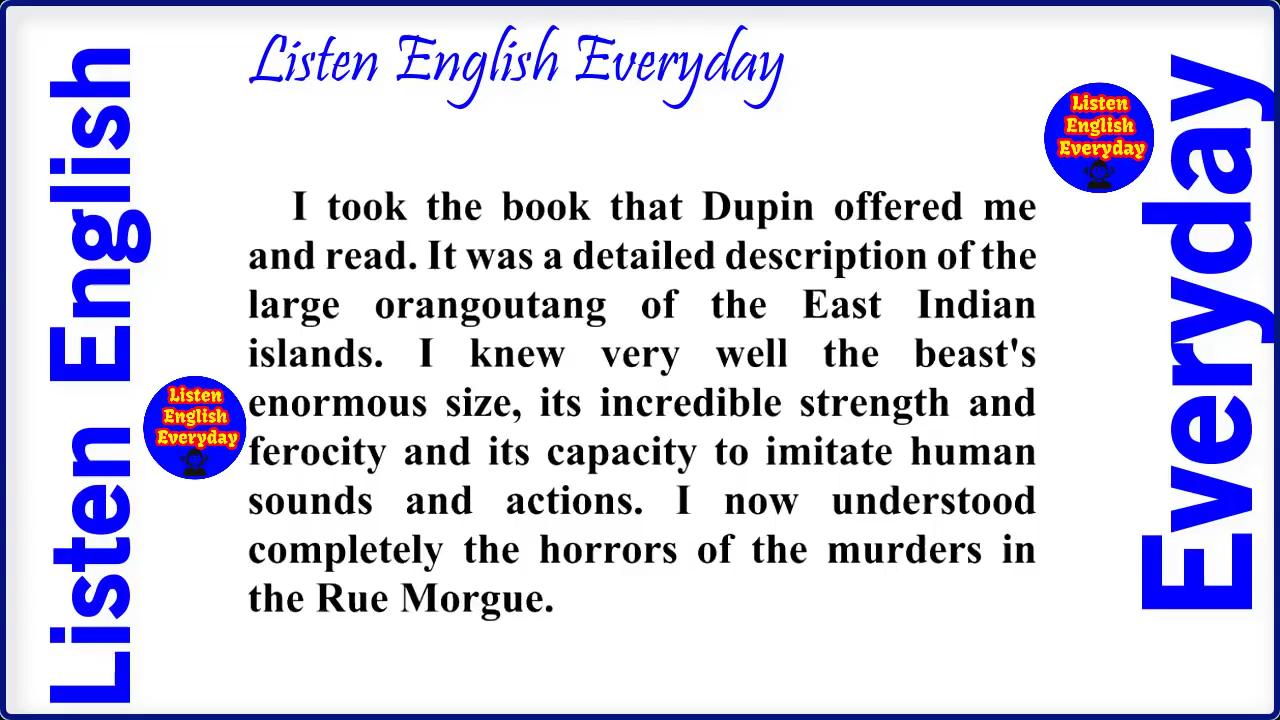 Listen English Everyday
Listen English
Everyday
Listen
English
Everyday
I took the book that Dupin offered me
and read. It was a detailed description of the
large orangoutang of the East Indian
islands. I knew very well the beast's
enormous size, its incredible strength and
ferocity and its capacity to imitate human
sounds and actions. I now understood
completely the horrors of the murders in
the Rue Morgue.
Listen
English
Everyday